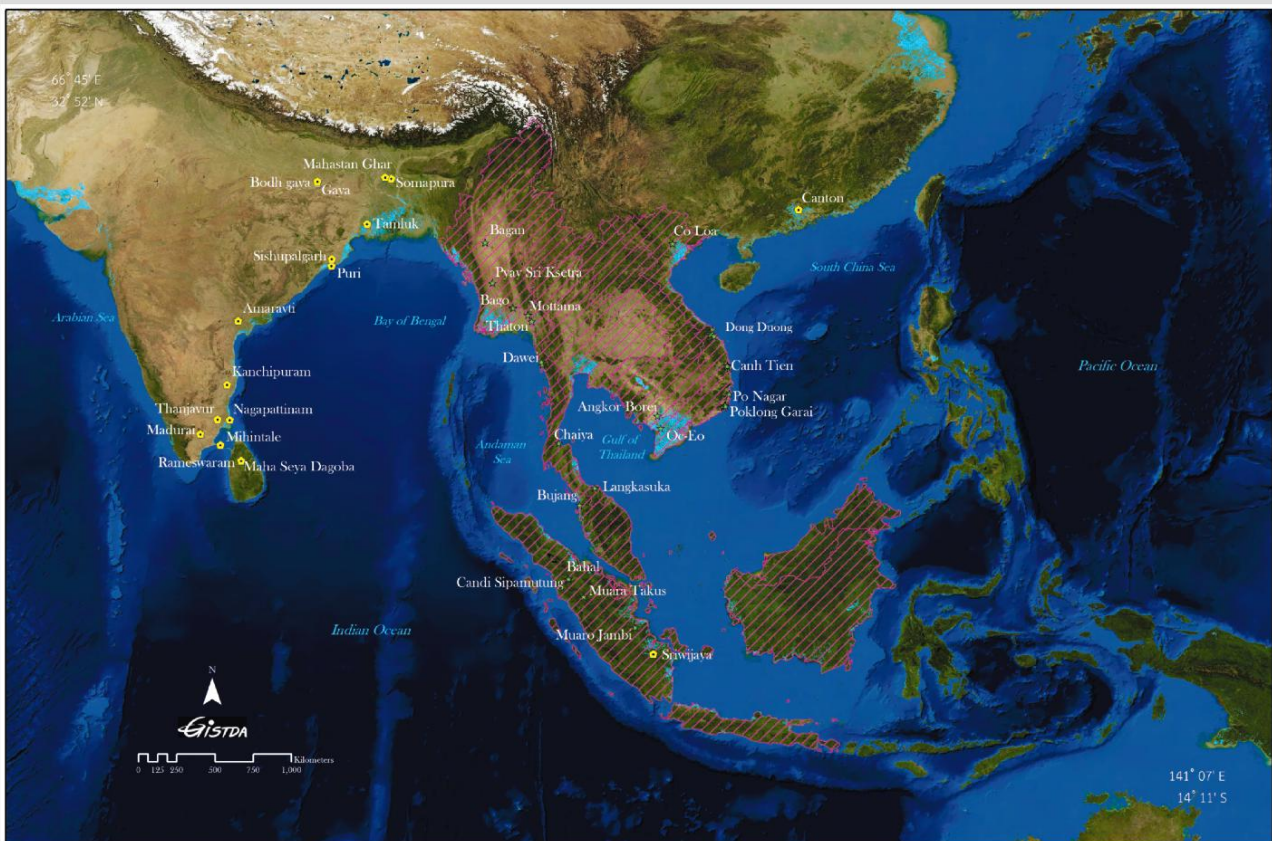 66° 45' E
32° 52' N
Mahastan Ghar
Bodh gaya
Gaya
Somapura
Canton
Tamluk
Bagan
Co Loa
Sishupalgarh
Puri
South China Sea
Pyay Sri Ksetra
Bago
Mottama
Amaravti
Arabian Sea
Bay of Bengal
Thaton
Dong Duong
Dawei
Canh Tien
Pacific Ocean
Kanchipuram
Po Nagar
Angkor Borei
Poklong Garai
Thanjavur
Nagapattinam
Madurai
Mihintale
Chaiya
Gulf of
Thailand
Oc-Eo
Andaman
Sea
Rameswaram
Maha Seya Dagoba
Langkasuka
Bujang
Bahal
Candi Sipamutung
Muara Takus
Indian Ocean
Muaro Jambi
Sriwijaya
N
GISTDA
Kilometers
0 125 250 500 750 1,000
141° 07' E
14° 11' S